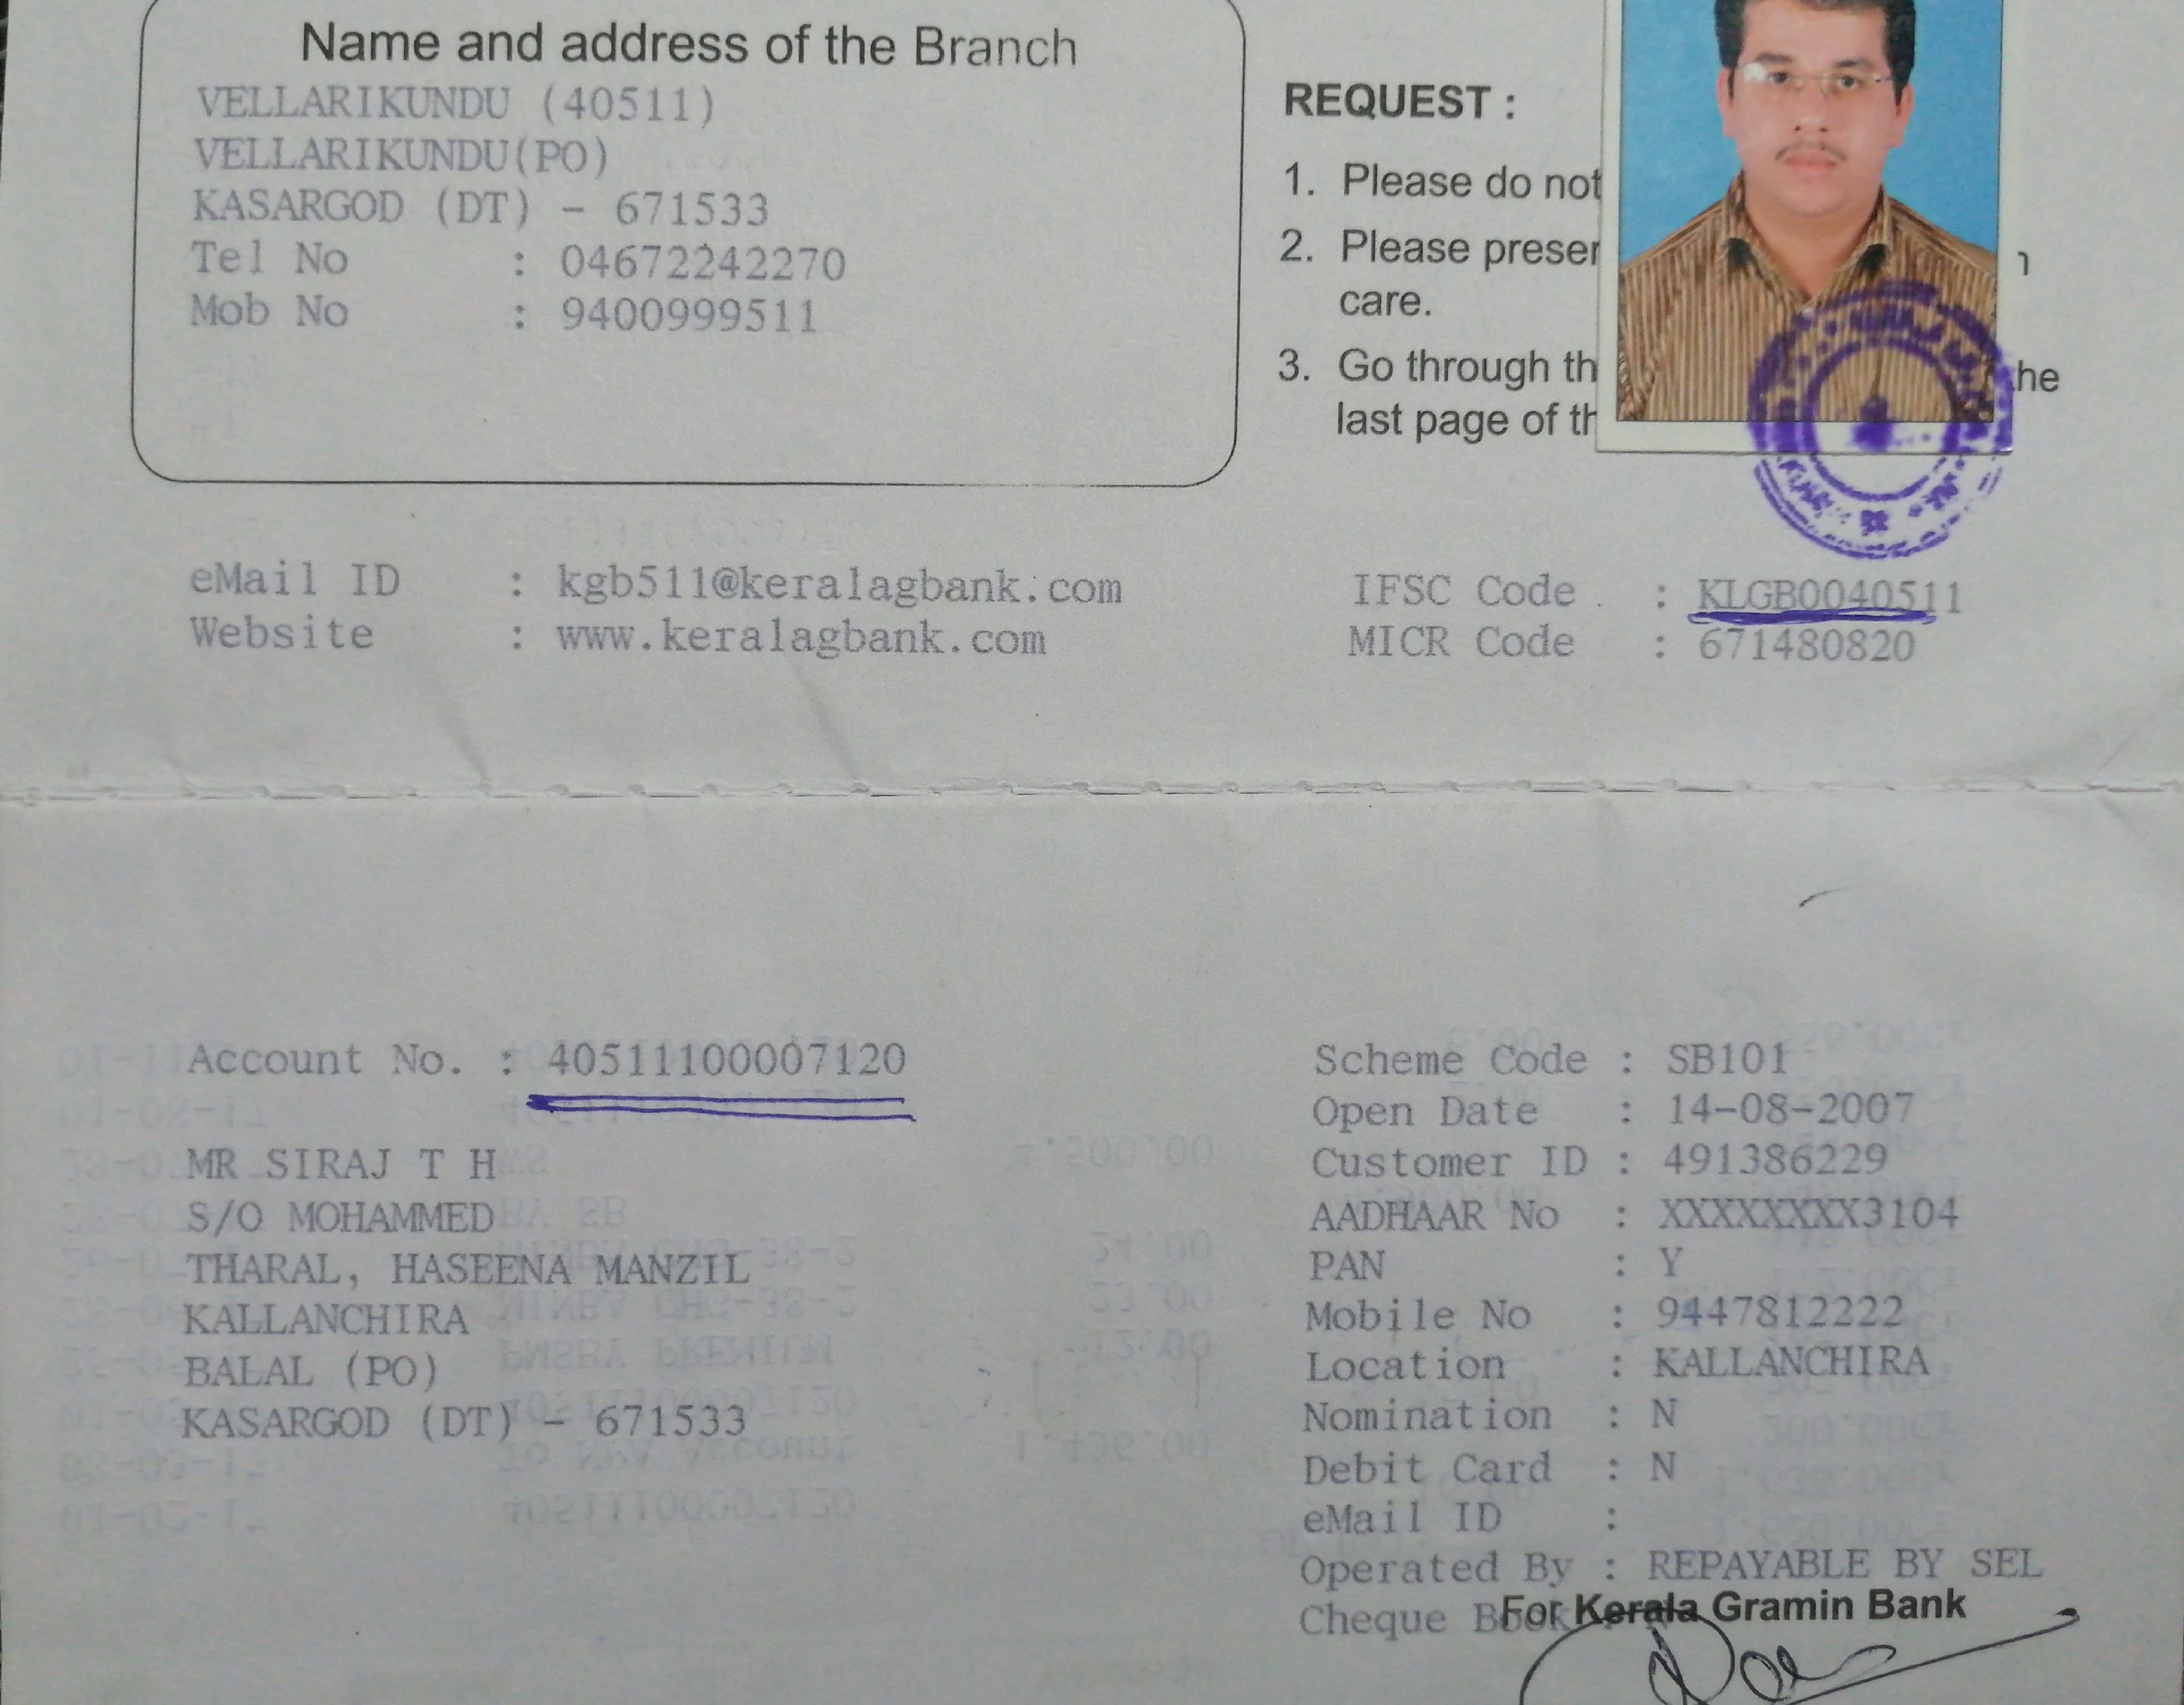 Name and address of the Branch
VELLARIKUNDU (40511)
VELLARIKUNDU(PO)
KASARGOD (DT) - 671533
Tel No : 04672242270
Mob No : 9400999511
REQUEST :
1. Please do not
2. Please preser
care.
3. Go through th he
last page of th
eMail ID : kgb511@keralagbank.com
Website : www.keralagbank.com
IFSC Code : KLGB0040511
MICR Code : 671480820
Account No. : 40511100007120
MR SIRAJ T H
S/O MOHAMMED
THARAL, HASEENA MANZIL
KALLANCHIRA
BALAL (PO)
KASARGOD (DT) - 671533
Scheme Code : SB101
Open Date : 14-08-2007
Customer ID : 491386229
AADHAAR No : XXXXXXXX3104
PAN : Y
Mobile No : 9447812222
Location : KALLANCHIRA
Nomination : N
Debit Card : N
eMail ID :
Operated By : REPAYABLE BY SEL
Cheque Book
For Kerala Gramin Bank